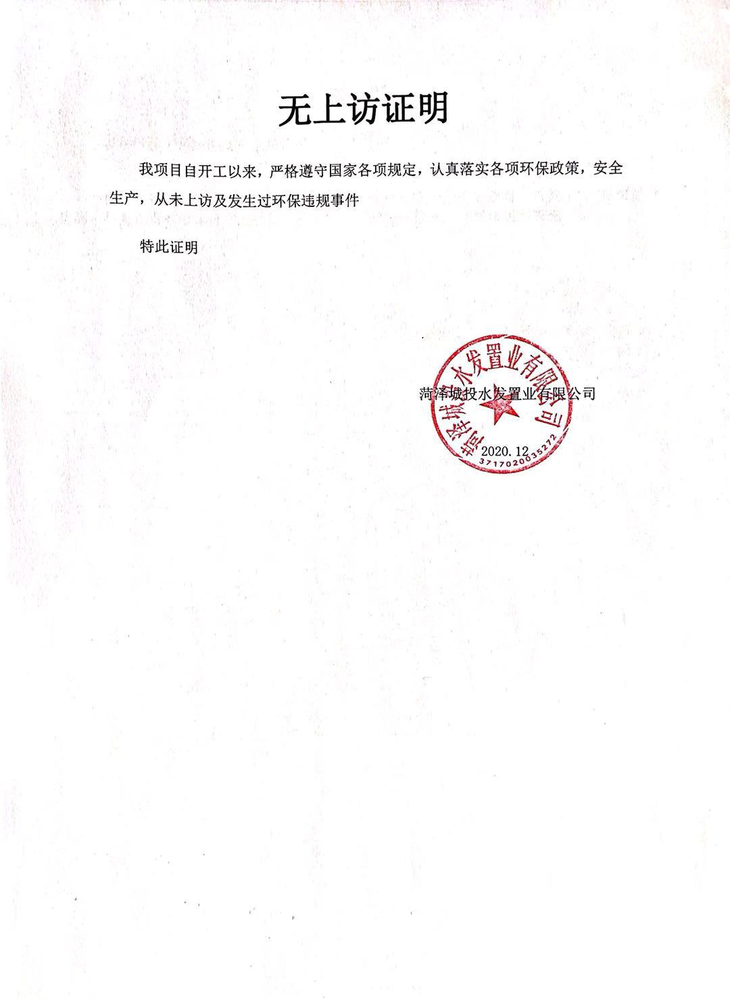 无上访证明
我项目自开工以来，严格遵守国家各项规定，认真落实各项环保政策，安全
生产，从未上访及发生过环保违规事件
特此证明
菏泽城投水发置业有限公司
菏泽城投水发置业有限公司
2020.12
3717020035272